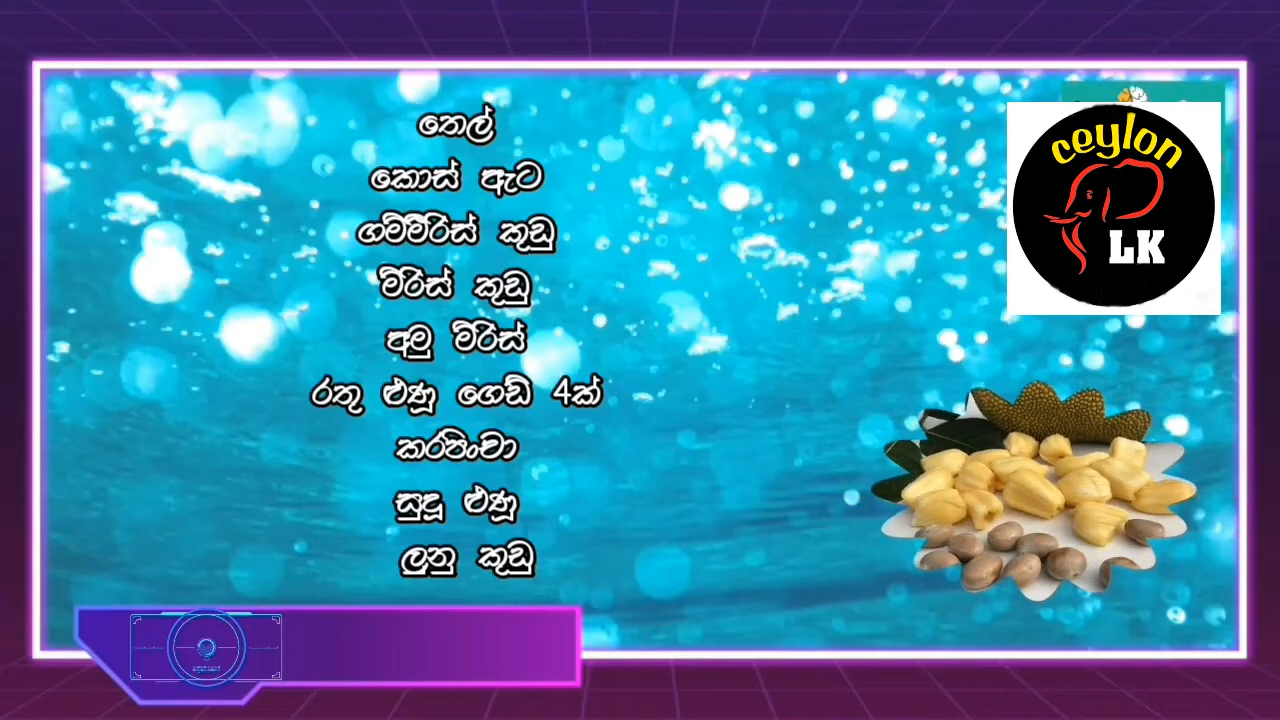 තෙල්
කොස් ඇට
ගම්මිරිස් කුඩු
මිරිස් කුඩු
අමු මිරිස්
රතු ළුණූ ගෙඩි 4ක්
කරපිංචා
සුදූ ළුණූ
ලුනු කුඩු
ceylon
LK